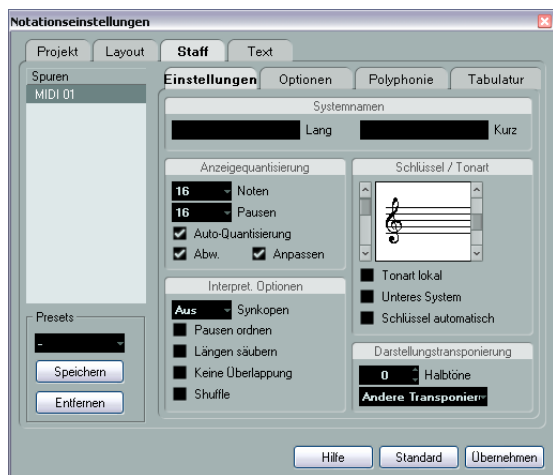 Notationseinstellungen
Projekt Layout Staff Text
Spuren
MIDI 01
Einstellungen Optionen Polyphonie Tabulatur
Systemnamen
Lang Kurz
Anzeigequantisierung
16 Noten
16 Pausen
Auto-Quantisierung
Abw. Anpassen
Schlüssel / Tonart
Tonart lokal
Unteres System
Schlüssel automatisch
Interpret. Optionen
Aus Synkopen
Pausen ordnen
Längen säubern
Keine Überlappung
Shuffle
Darstellungstransponierung
0 Halbtöne
Andere Transponier
Presets
-
Speichern
Entfernen
Hilfe Standard Übernehmen